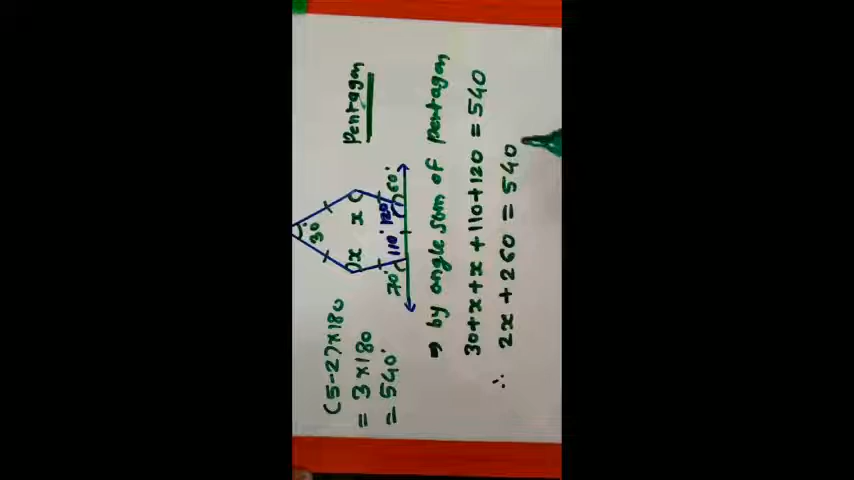 Pentagon
30°
x x
70° 110° 120° 60°
(5-2)×180
= 3×180
= 540°
⇒ by angle sum of pentagon
30+x+x+110+120 = 540
∴ 2x + 260 = 540